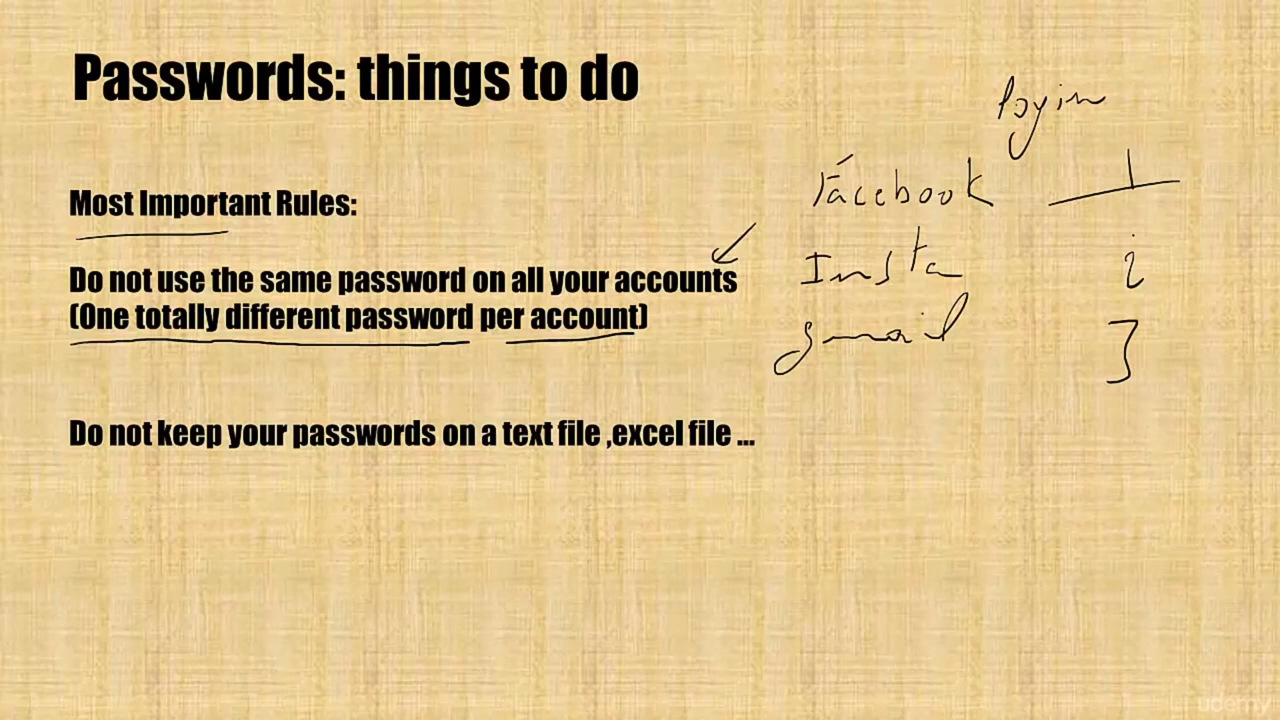 Passwords: things to do
login
Facebook 1
Most Important Rules:
Insta
Do not use the same password on all your accounts
(One totally different password per account)
gmail
Do not keep your passwords on a text file ,excel file ...
udemy